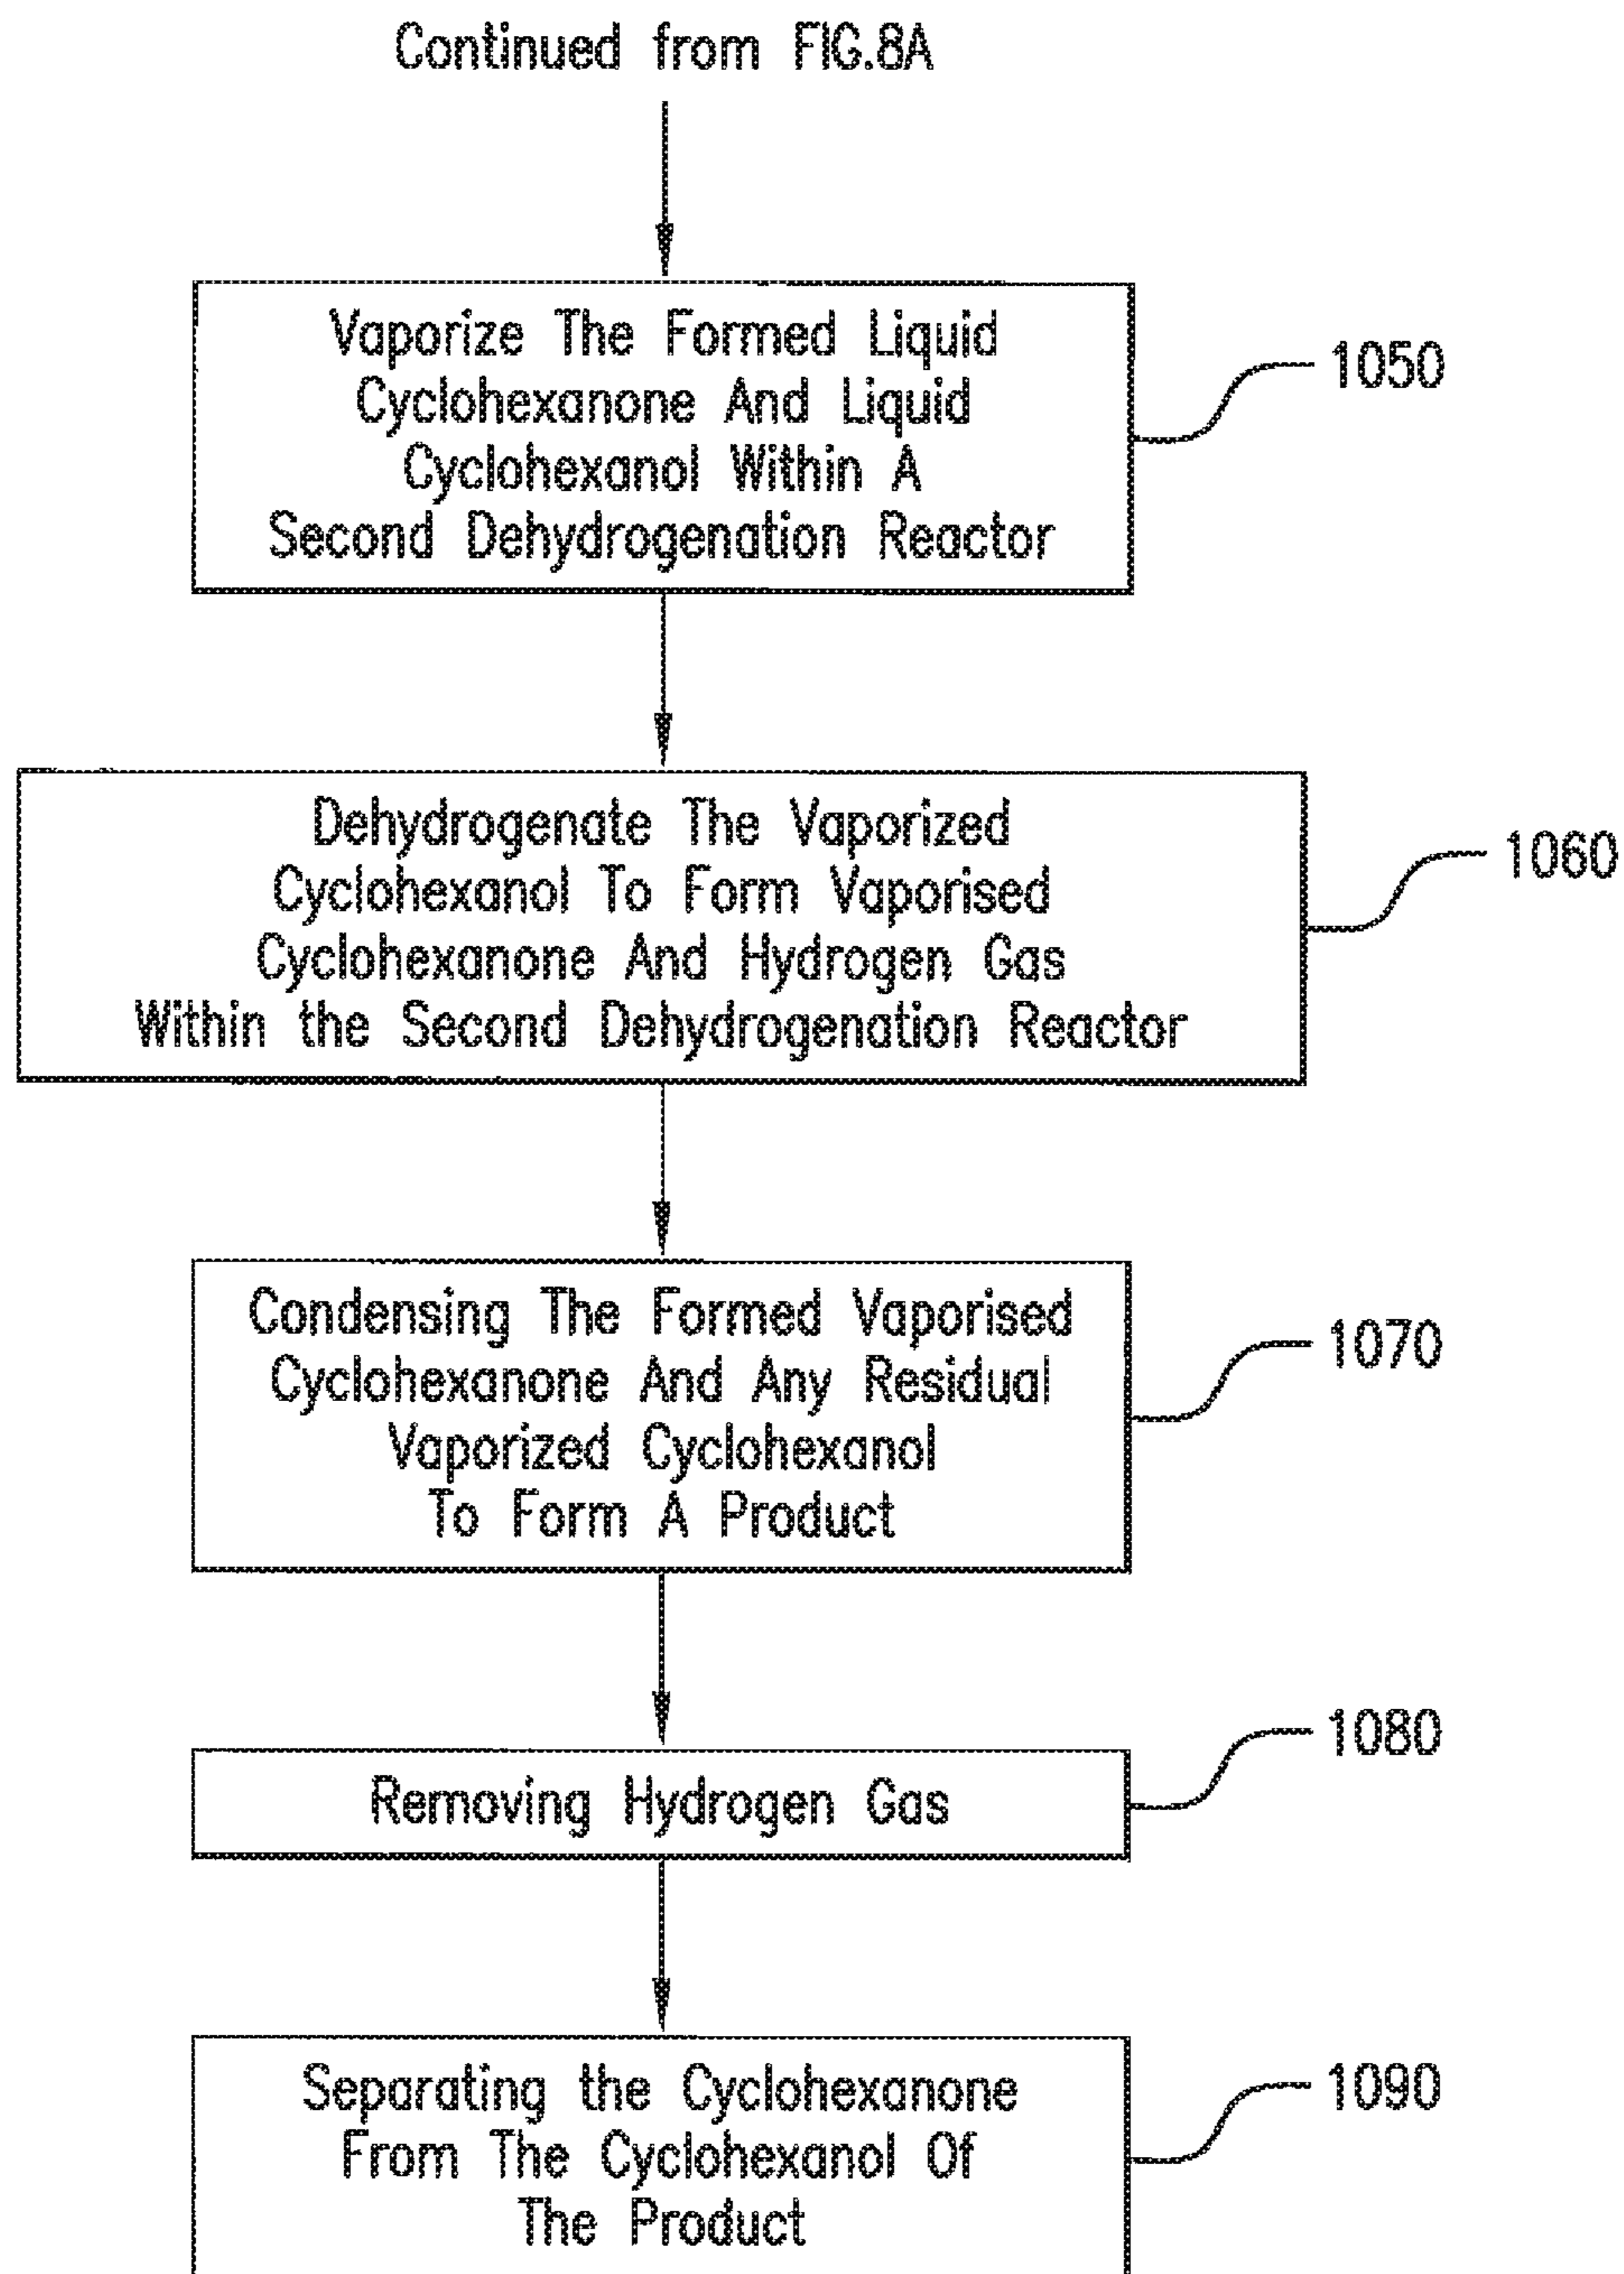 Continued from FIG.8A
Vaporize The Formed Liquid
Cyclohexanone And Liquid
Cyclohexanol Within A
Second Dehydrogenation Reactor
1050
Dehydrogenate The Vaporized
Cyclohexanol To Form Vaporised
Cyclohexanone And Hydrogen Gas
Within the Second Dehydrogenation Reactor
1060
Condensing The Formed Vaporised
Cyclohexanone And Any Residual
Vaporized Cyclohexanol
To Form A Product
1070
Removing Hydrogen Gas
1080
Separating the Cyclohexanone
From The Cyclohexanol Of
The Product
1090